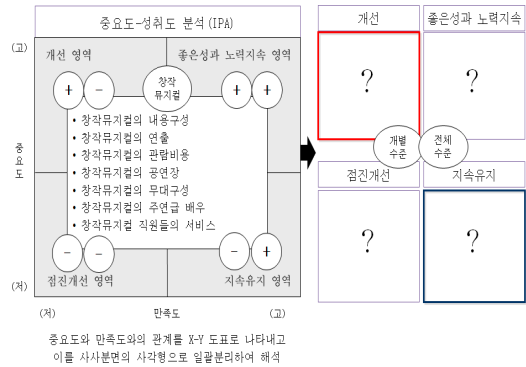 중요도-성취도 분석(IPA)
(고)
개선 영역
좋은성과 노력지속 영역
+
-
창작
뮤지컬
+
+
• 창작뮤지컬의 내용구성
• 창작뮤지컬의 연출
• 창작뮤지컬의 관람비용
• 창작뮤지컬의 공연장
• 창작뮤지컬의 무대구성
• 창작뮤지컬의 주연급 배우
• 창작뮤지컬 직원들의 서비스
중요도
-
-
-
+
점진개선 영역
지속유지 영역
(저)
(저)
만족도
(고)
중요도와 만족도와의 관계를 X-Y 도표로 나타내고
이를 사사분면의 사각형으로 일괄분리하여 해석
개선
좋은성과 노력지속
?
?
개별
수준
전체
수준
점진개선
지속유지
?
?